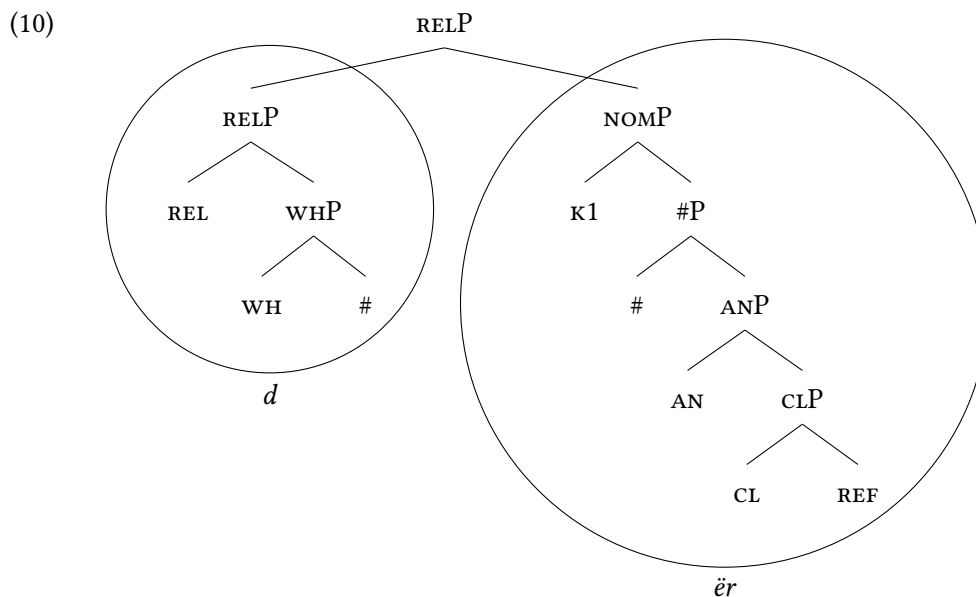 (10) RELP
RELP NOMP
REL WHP K1 #P
WH # # ANP
d AN CLP
CL REF
ër